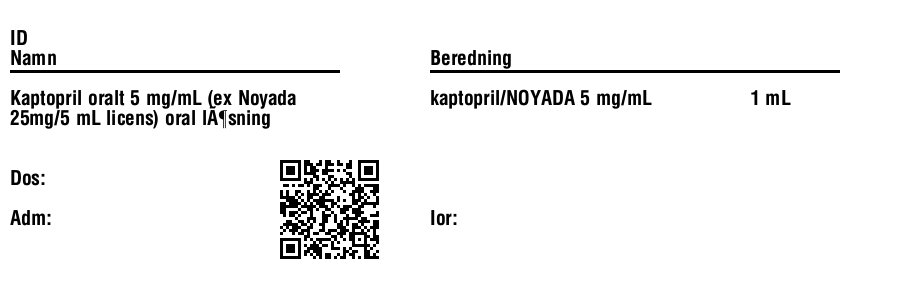 ID
Namn
Beredning
Kaptopril oralt 5 mg/mL (ex Noyada
25mg/5 mL licens) oral lÃ¶sning
kaptopril/NOYADA 5 mg/mL 1 mL
Dos:
Adm:
Ior: